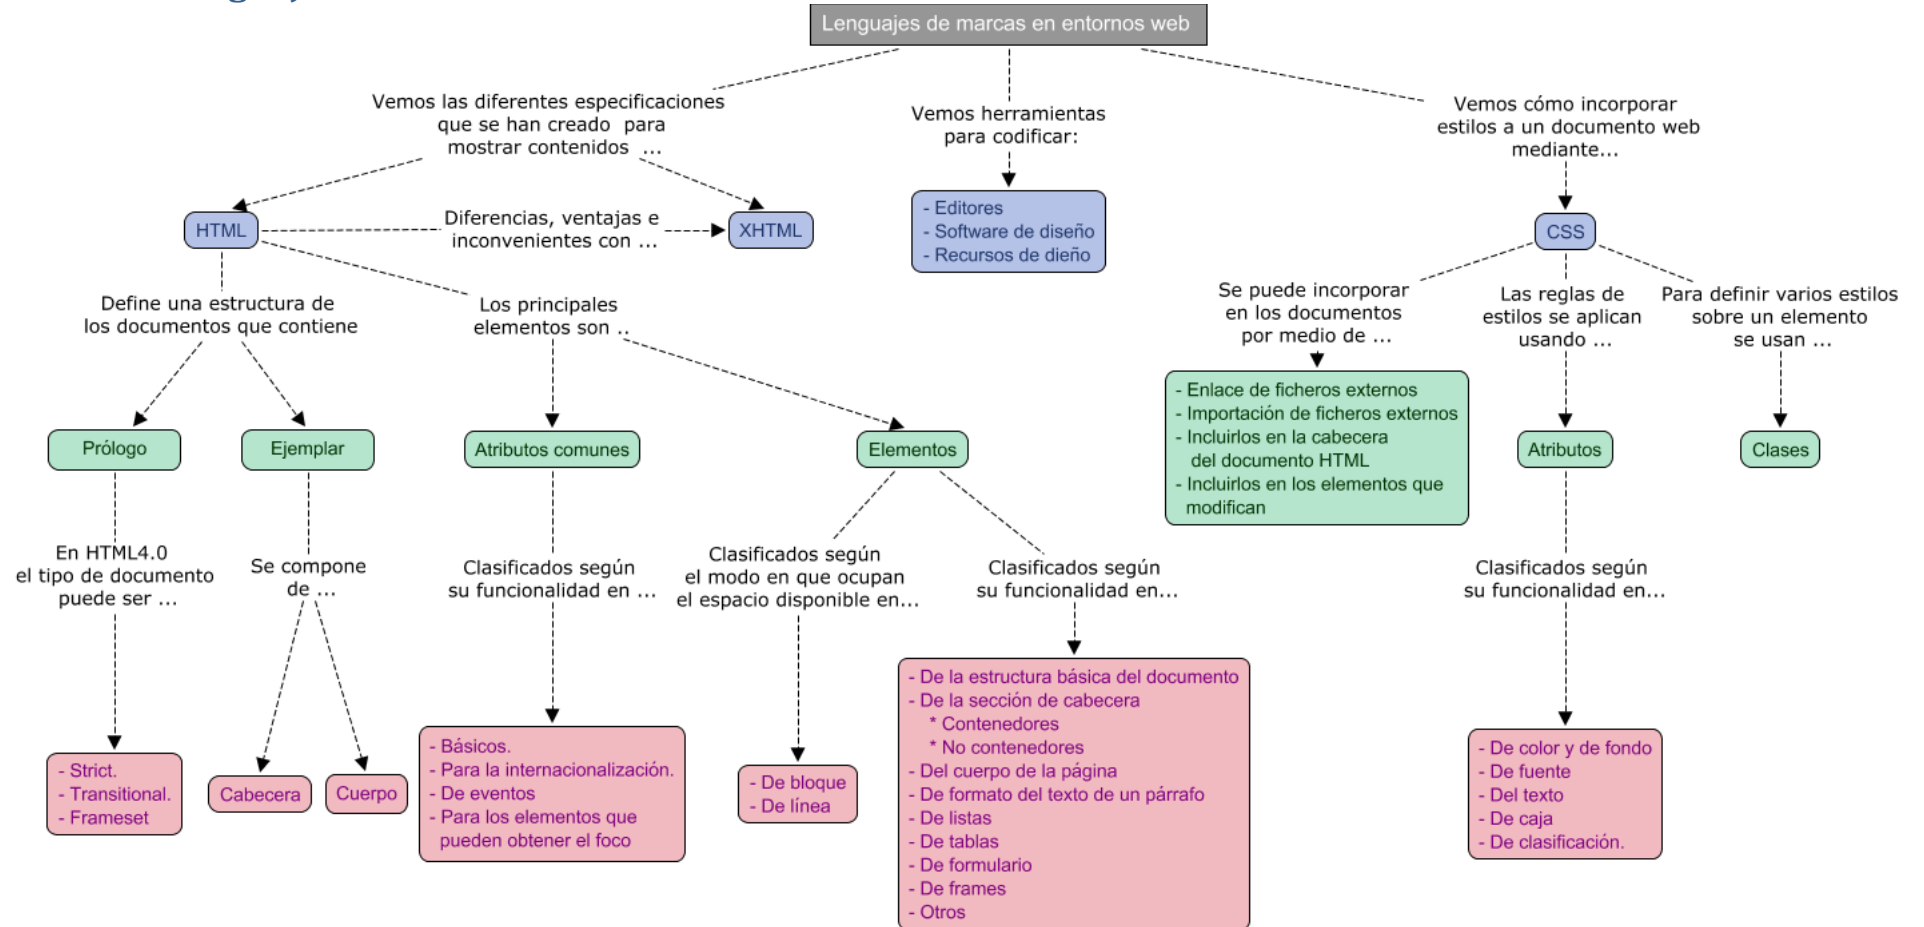 Lenguajes de marcas en entornos web
Vemos las diferentes especificaciones
que se han creado para
mostrar contenidos ...
Vemos herramientas
para codificar:
Vemos cómo incorporar
estilos a un documento web
mediante...
HTML
Diferencias, ventajas e
inconvenientes con ...
XHTML
- Editores
- Software de diseño
- Recursos de dieño
CSS
Define una estructura de
los documentos que contiene
Los principales
elementos son ..
Se puede incorporar
en los documentos
por medio de ...
Las reglas de
estilos se aplican
usando ...
Para definir varios estilos
sobre un elemento
se usan ...
Prólogo
Ejemplar
Atributos comunes
Elementos
- Enlace de ficheros externos
- Importación de ficheros externos
- Incluirlos en la cabecera
del documento HTML
- Incluirlos en los elementos que
modifican
Atributos
Clases
En HTML4.0
el tipo de documento
puede ser ...
Se compone
de ...
Clasificados según
su funcionalidad en ...
Clasificados según
el modo en que ocupan
el espacio disponible en...
Clasificados según
su funcionalidad en...
Clasificados según
su funcionalidad en...
- Strict.
- Transitional.
- Frameset
Cabecera
Cuerpo
- Básicos.
- Para la internacionalización.
- De eventos
- Para los elementos que
pueden obtener el foco
- De bloque
- De línea
- De la estructura básica del documento
- De la sección de cabecera
* Contenedores
* No contenedores
- Del cuerpo de la página
- De formato del texto de un párrafo
- De listas
- De tablas
- De formulario
- De frames
- Otros
- De color y de fondo
- De fuente
- Del texto
- De caja
- De clasificación.